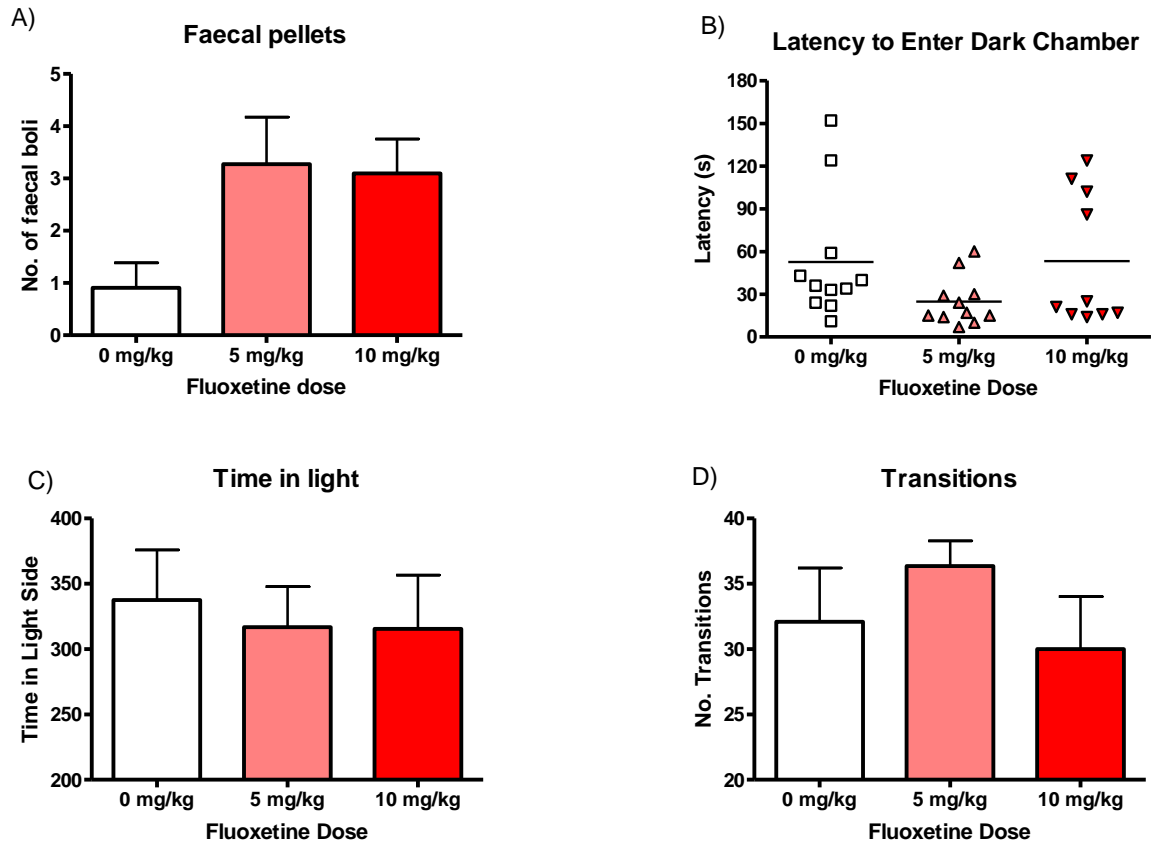 A)
Faecal pellets
No. of faecal boli
5
4
3
2
1
0
0 mg/kg 5 mg/kg 10 mg/kg
Fluoxetine dose
B)
Latency to Enter Dark Chamber
Latency (s)
180
150
120
90
60
30
0
0 mg/kg 5 mg/kg 10 mg/kg
Fluoxetine Dose
C)
Time in light
Time in Light Side
400
350
300
250
200
0 mg/kg 5 mg/kg 10 mg/kg
Fluoxetine Dose
D)
Transitions
No. Transitions
40
35
30
25
20
0 mg/kg 5 mg/kg 10 mg/kg
Fluoxetine Dose